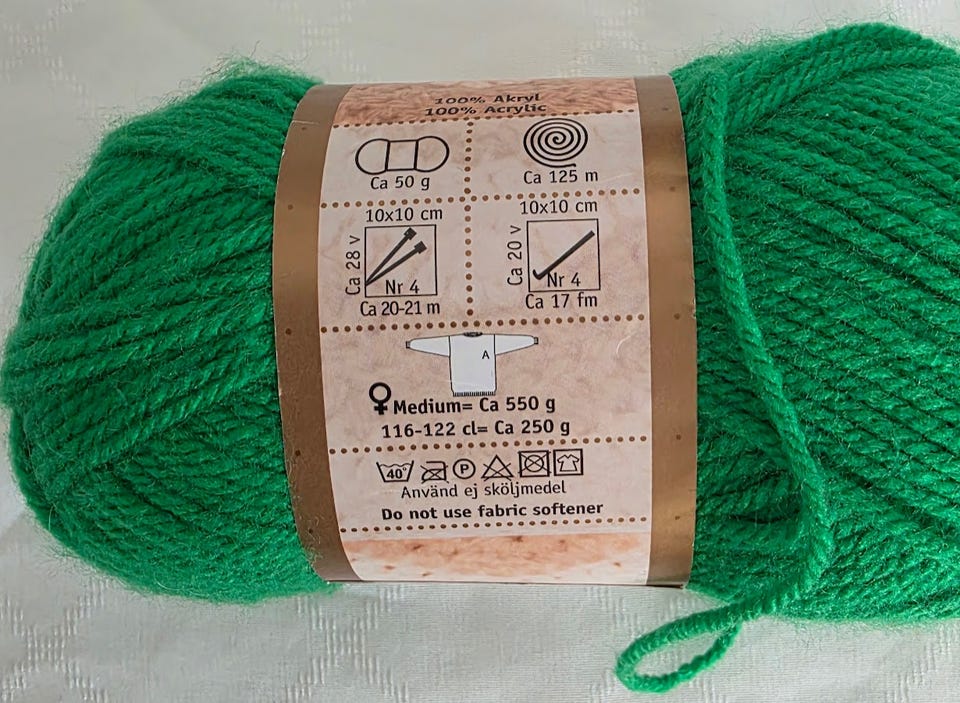 100% Akryl
100% Acrylic
Ca 50 g
Ca 125 m
10x10 cm
Ca 28 v
Nr 4
Ca 20-21 m
10x10 cm
Ca 20 v
Nr 4
Ca 17 fm
A
Medium= Ca 550 g
116-122 cl= Ca 250 g
40° P
Använd ej sköljmedel
Do not use fabric softener